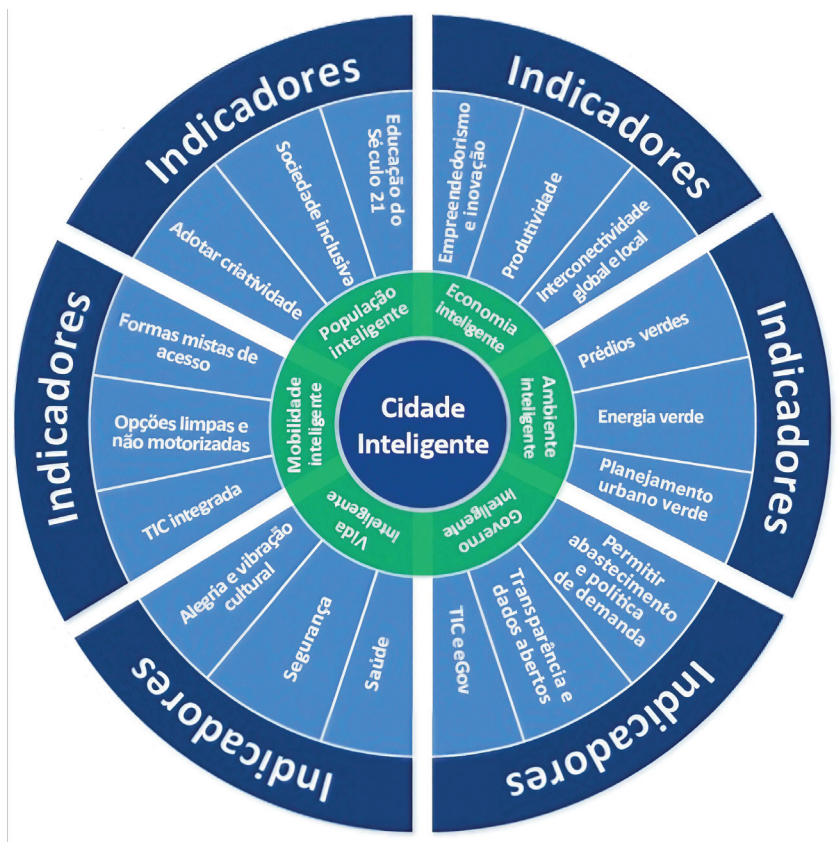 Cidade
Inteligente
População
inteligente
Indicadores
Adotar criatividade
Sociedade inclusiva
Educação do
Século 21
Economia
inteligente
Indicadores
Empreendedorismo
e inovação
Produtividade
Interconectividade
global e local
Ambiente
Inteligente
Indicadores
Prédios verdes
Energia verde
Planejamento
urbano verde
Governo
Inteligente
Indicadores
Permitir
abastecimento
e política
de demanda
Transparência e
dados abertos
TIC e eGov
Vida
Inteligente
Indicadores
Saúde
Segurança
Alegria e vibração
cultural
Mobilidade
inteligente
Indicadores
TIC integrada
Opções limpas e
não motorizadas
Formas mistas de
acesso